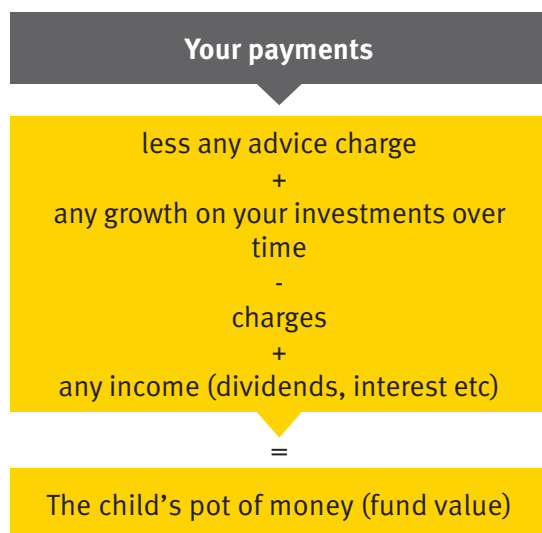 Your payments
less any advice charge
+
any growth on your investments over
time
-
charges
+
any income (dividends, interest etc)
=
The child’s pot of money (fund value)